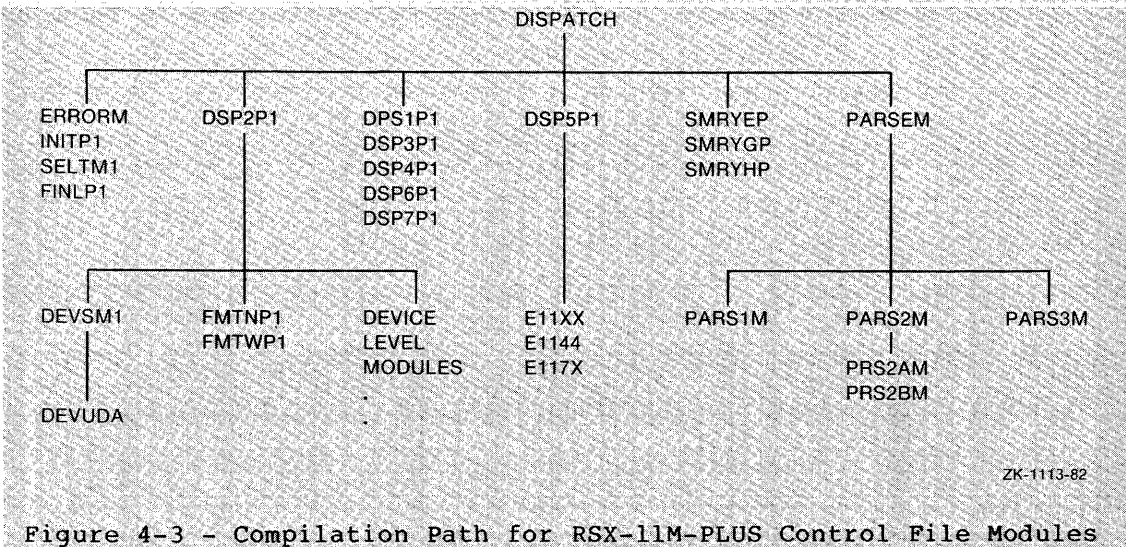 DISPATCH
ERRORM DSP2P1 DPS1P1 DSP5P1 SMRYEP PARSEM
INITP1 DSP3P1 SMRYGP
SELTM1 DSP4P1 SMRYHP
FINLP1 DSP6P1
DSP7P1
DEVSM1 FMTNP1 DEVICE E11XX PARS1M PARS2M PARS3M
FMTWP1 LEVEL E1144
MODULES E117X PRS2AM
. PRS2BM
DEVUDA .
ZK-1113-82
Figure 4-3 - Compilation Path for RSX-11M-PLUS Control File Modules